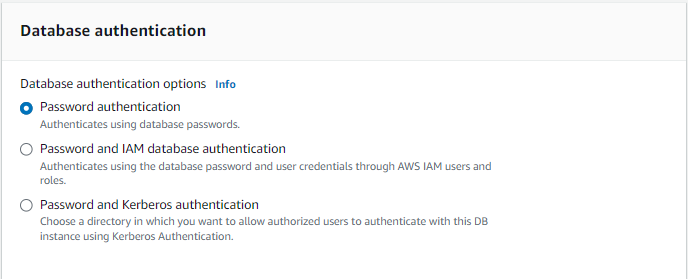 Database authentication
Database authentication options Info
Password authentication
Authenticates using database passwords.
Password and IAM database authentication
Authenticates using the database password and user credentials through AWS IAM users and
roles.
Password and Kerberos authentication
Choose a directory in which you want to allow authorized users to authenticate with this DB
instance using Kerberos Authentication.